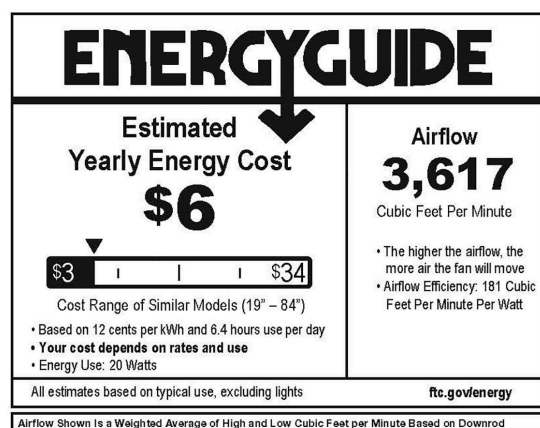 ENERGYGUIDE
Estimated
Yearly Energy Cost
$6
$3
$34
Cost Range of Similar Models (19” – 84”)
• Based on 12 cents per kWh and 6.4 hours use per day
• Your cost depends on rates and use
• Energy Use: 20 Watts
Airflow
3,617
Cubic Feet Per Minute
• The higher the airflow, the
more air the fan will move
• Airflow Efficiency: 181 Cubic
Feet Per Minute Per Watt
All estimates based on typical use, excluding lights
ftc.gov/energy
Airflow Shown Is a Weighted Average of High and Low Cubic Feet per Minute Based on Downrod